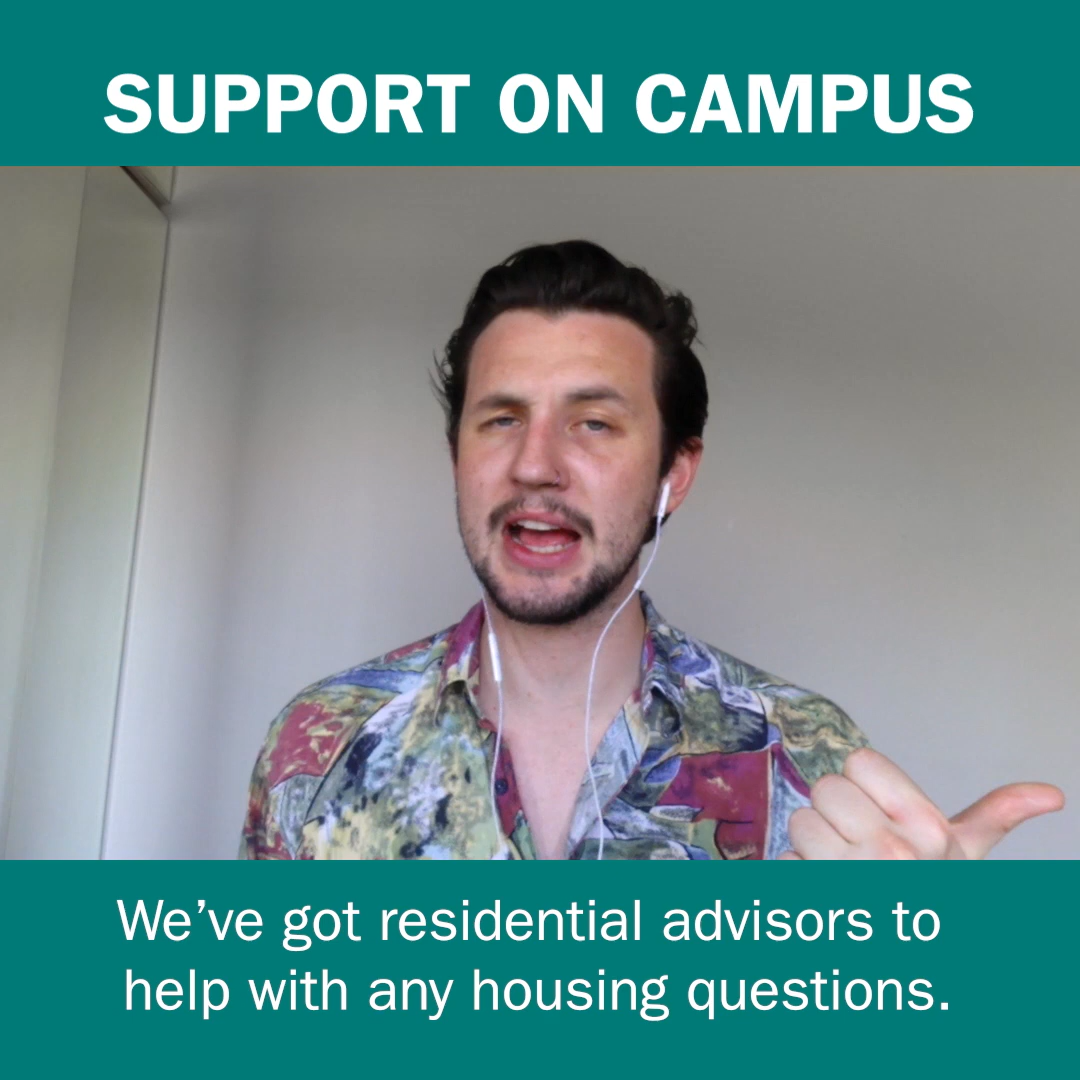 SUPPORT ON CAMPUS
We’ve got residential advisors to
help with any housing questions.